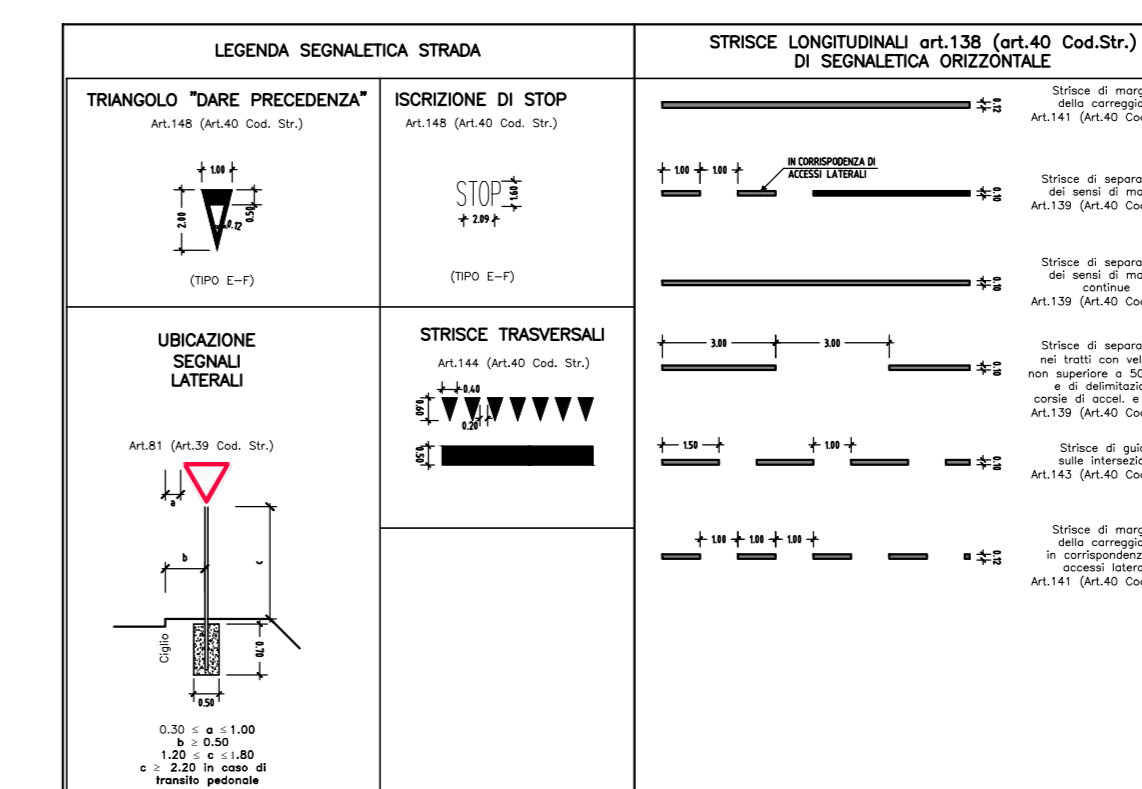 LEGENDA SEGNALETICA STRADA
TRIANGOLO "DARE PRECEDENZA"
Art.148 (Art.40 Cod. Str.)
1.00
2.00
0.50
0.12
(TIPO E-F)
ISCRIZIONE DI STOP
Art.148 (Art.40 Cod. Str.)
STOP
1.60
2.09
(TIPO E-F)
UBICAZIONE
SEGNALI
LATERALI
Art.81 (Art.39 Cod. Str.)
a
b
c
Ciglio
0.70
0.50
0.30 ≤ a ≤1.00
b ≥ 0.50
1.20 ≤ c ≤1.80
c ≥ 2.20 in caso di
transito pedonale
STRISCE TRASVERSALI
Art.144 (Art.40 Cod. Str.)
0.40
0.60
0.20
0.50
STRISCE LONGITUDINALI art.138 (art.40 Cod.Str.)
DI SEGNALETICA ORIZZONTALE
0.12
Strisce di marg
della carreggia
Art.141 (Art.40 Cod
1.00 1.00
IN CORRISPODENZA DI
ACCESSI LATERALI
0.10
Strisce di separa
dei sensi di ma
Art.139 (Art.40 Cod
0.10
Strisce di separa
dei sensi di ma
continue
Art.139 (Art.40 Cod
3.00 3.00
0.10
Strisce di separa
nei tratti con vel
non superiore a 50
e di delimitazio
corsie di accel. e
Art.139 (Art.40 Cod
1.50 1.00
0.10
Strisce di guid
sulle intersezio
Art.143 (Art.40 Cod
1.00 1.00 1.00
0.12
Strisce di marg
della carreggia
in corrispondenz
accessi latera
Art.141 (Art.40 Cod